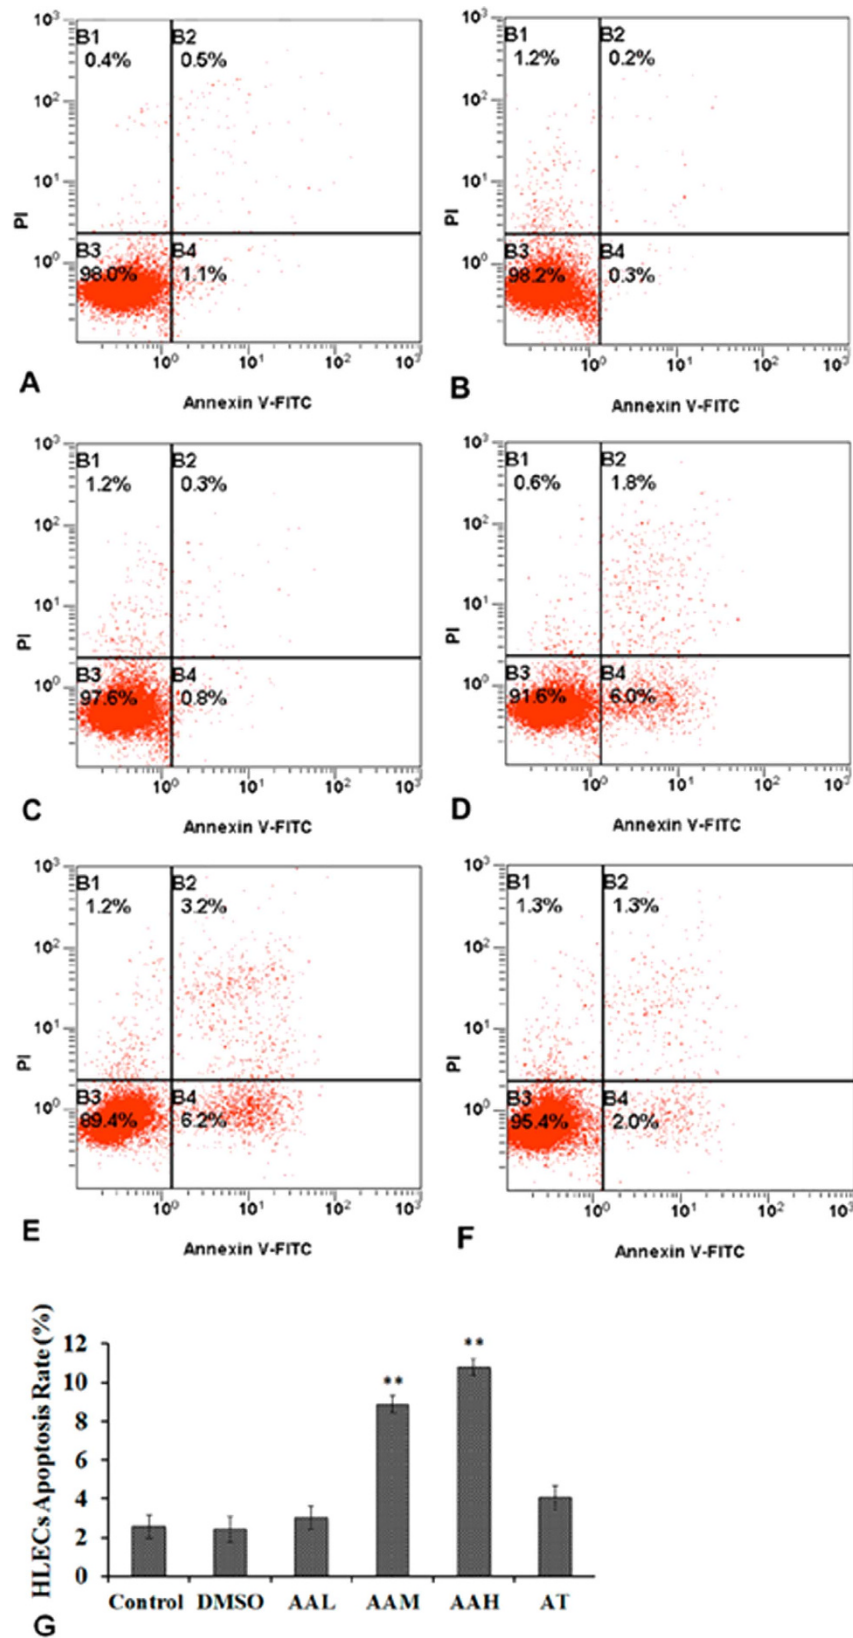 10³ B1 B2
0.4% 0.5%
10²
10¹
PI
B3 B4
10⁰ 98.0% 1.1%
10⁰ 10¹ 10² 10³
A Annexin V-FITC
10³ B1 B2
1.2% 0.2%
10²
10¹
PI
B3 B4
10⁰ 98.2% 0.3%
10⁰ 10¹ 10² 10³
B Annexin V-FITC
10³ B1 B2
1.2% 0.3%
10²
10¹
PI
B3 B4
10⁰ 97.6% 0.8%
10⁰ 10¹ 10² 10³
C Annexin V-FITC
10³ B1 B2
0.6% 1.8%
10²
10¹
PI
B3 B4
10⁰ 91.6% 6.0%
10⁰ 10¹ 10² 10³
D Annexin V-FITC
10³ B1 B2
1.2% 3.2%
10²
10¹
PI
B3 B4
10⁰ 89.4% 6.2%
10⁰ 10¹ 10² 10³
E Annexin V-FITC
10³ B1 B2
1.3% 1.3%
10²
10¹
PI
B3 B4
10⁰ 95.4% 2.0%
10⁰ 10¹ 10² 10³
F Annexin V-FITC
HLECs Apoptosis Rate (%)
12
10
8
6
4
2
0
** **
Control DMSO AAL AAM AAH AT
G